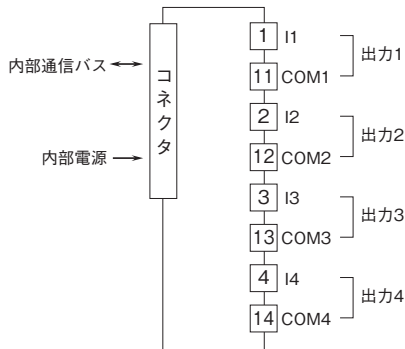 内部通信バス
内部電源
コネクタ
1 I1
11 COM1
出力1
2 I2
12 COM2
出力2
3 I3
13 COM3
出力3
4 I4
14 COM4
出力4